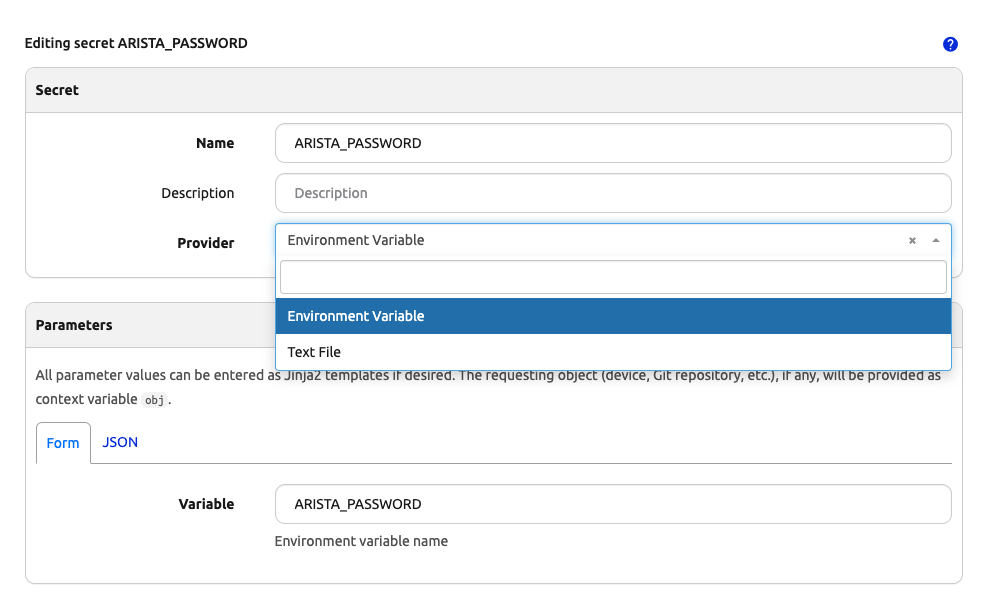 Editing secret ARISTA_PASSWORD
?
Secret
Name ARISTA_PASSWORD
Description Description
Provider Environment Variable ×
Environment Variable
Text File
Parameters
All parameter values can be entered as Jinja2 templates if desired. The requesting object (device, Git repository, etc.), if any, will be provided as
context variable obj .
Form JSON
Variable ARISTA_PASSWORD
Environment variable name